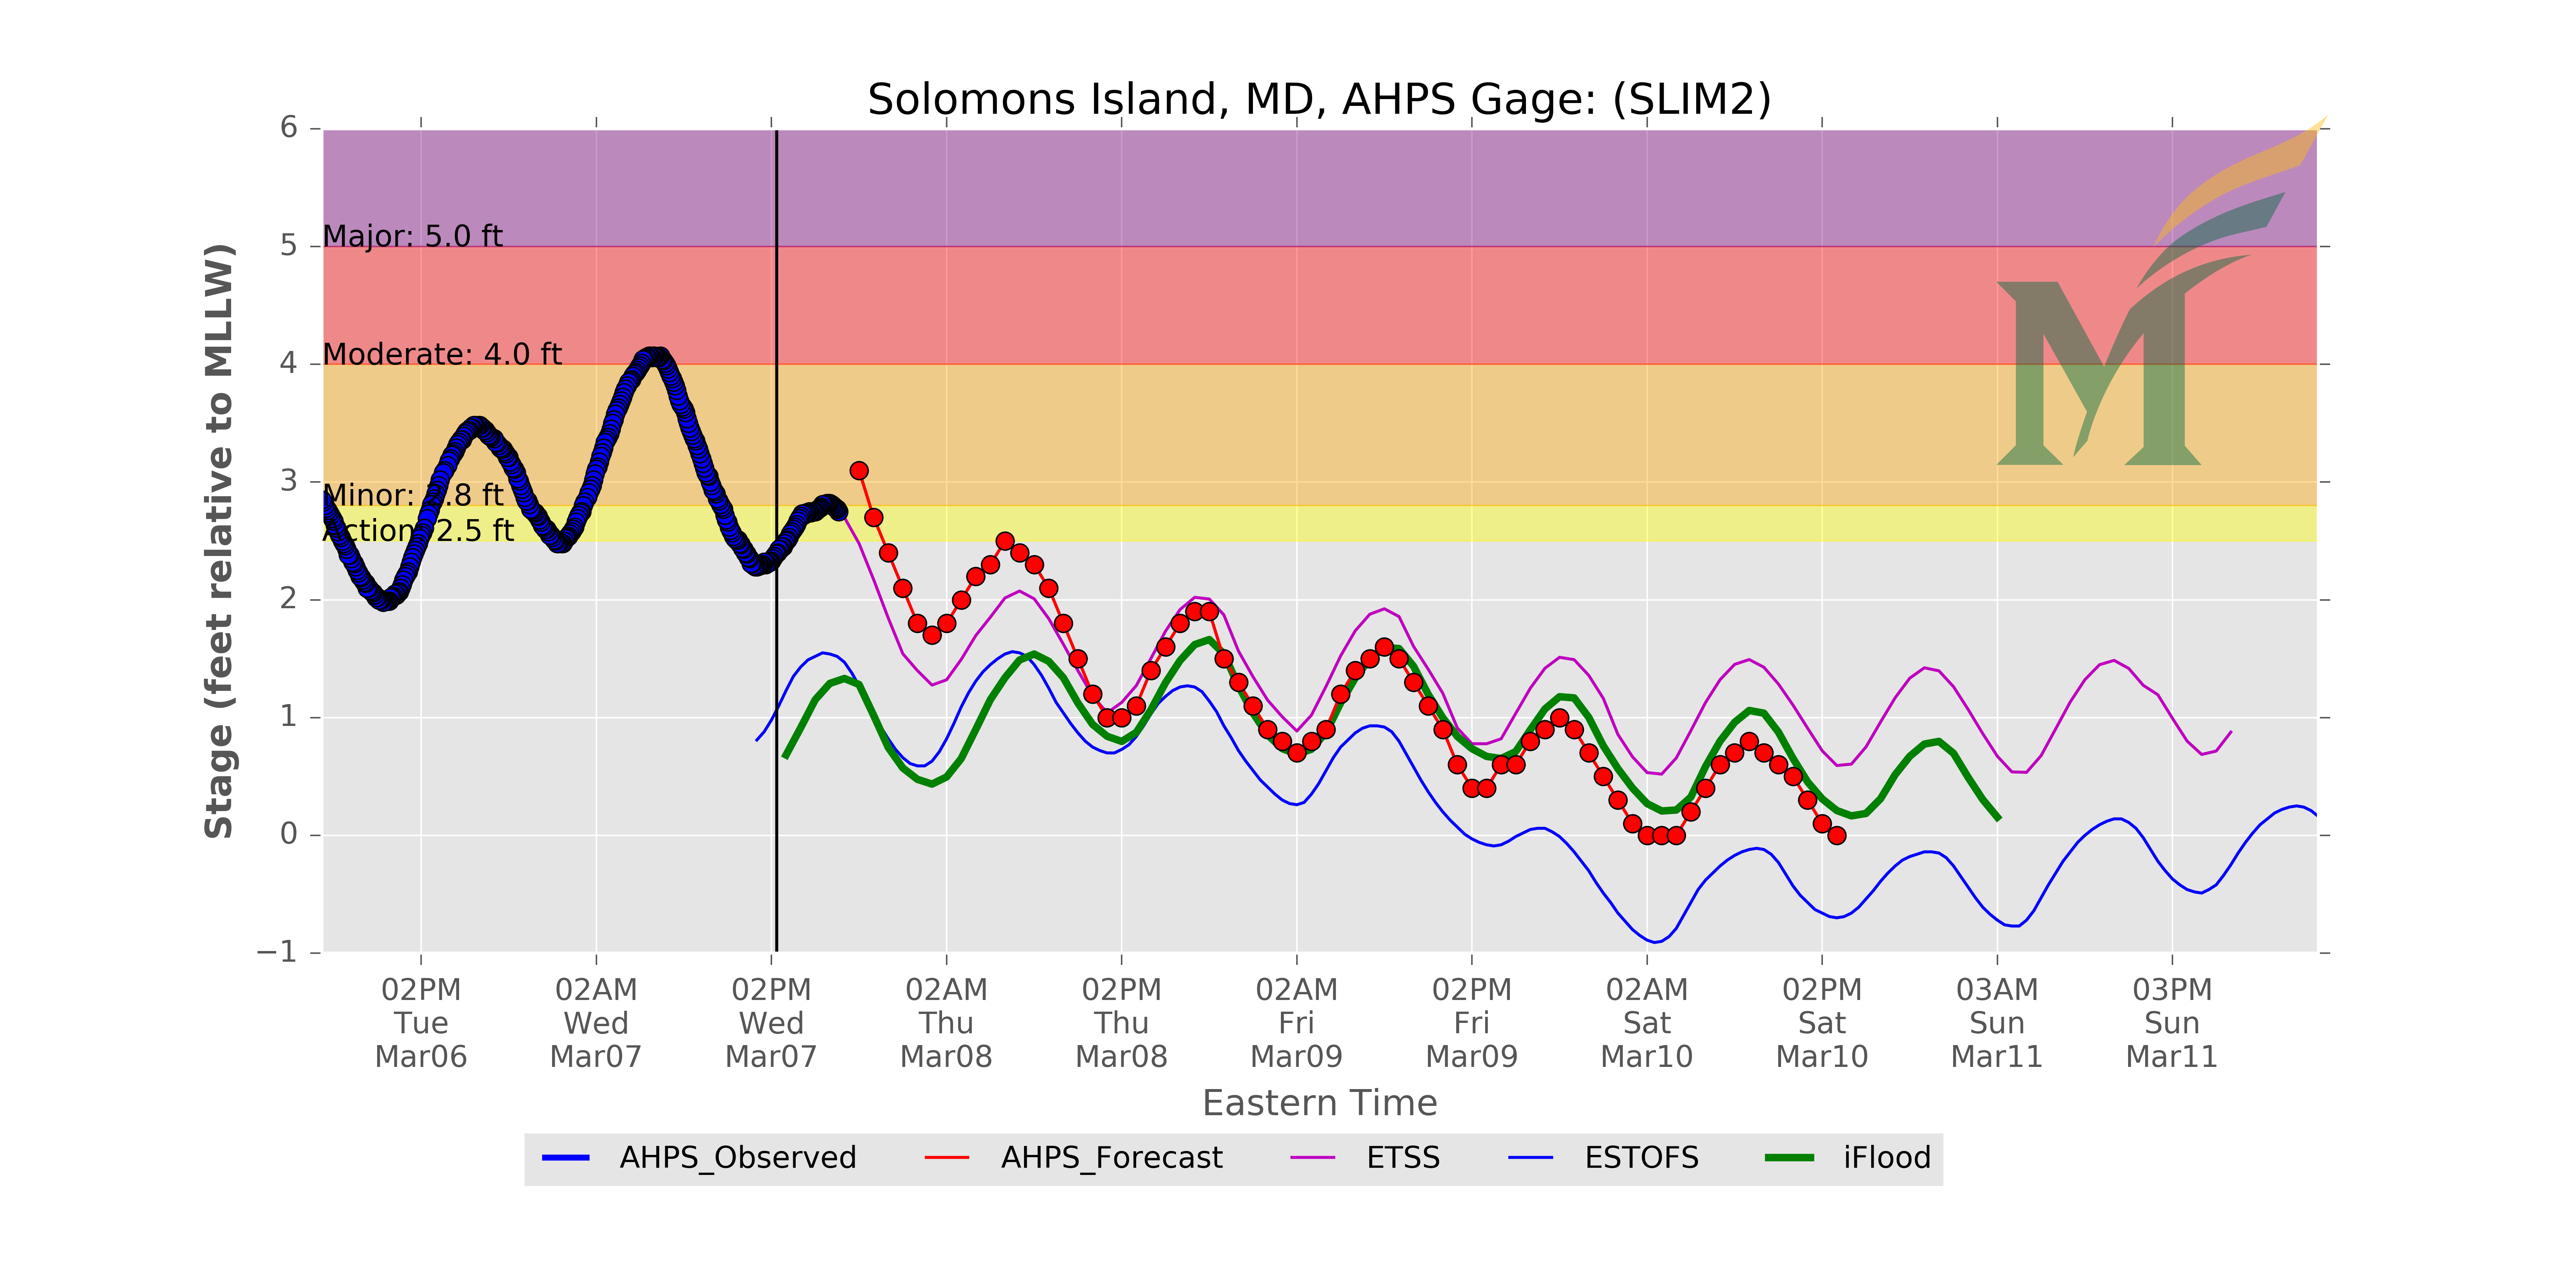 Solomons Island, MD, AHPS Gage: (SLIM2)
Stage (feet relative to MLLW)
6
5
4
3
2
1
0
−1
Major: 5.0 ft
Moderate: 4.0 ft
Minor: 2.8 ft
Action: 2.5 ft
02PM Tue Mar06
02AM Wed Mar07
02PM Wed Mar07
02AM Thu Mar08
02PM Thu Mar08
02AM Fri Mar09
02PM Fri Mar09
02AM Sat Mar10
02PM Sat Mar10
03AM Sun Mar11
03PM Sun Mar11
Eastern Time
AHPS_Observed AHPS_Forecast ETSS ESTOFS iFlood
M